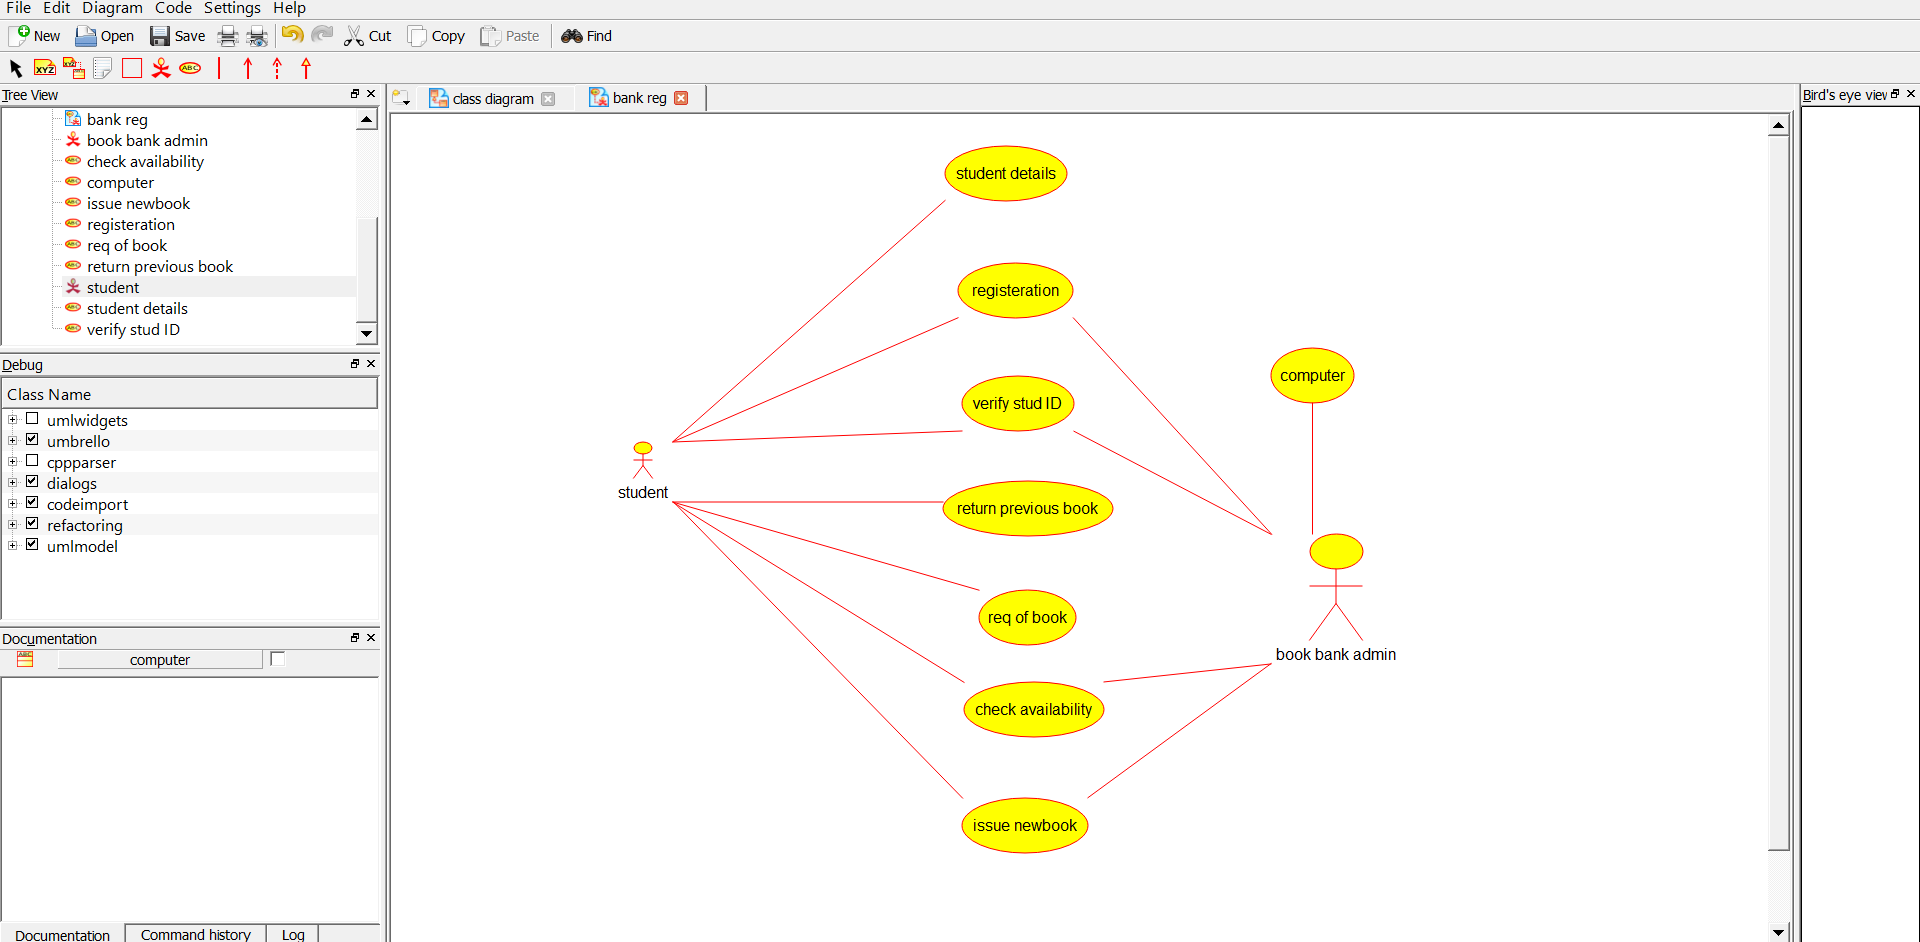 File Edit Diagram Code Settings Help
New Open Save Cut Copy Paste Find
XYZ XYZ ABC
Tree View
bank reg
book bank admin
check availability
computer
issue newbook
registeration
req of book
return previous book
student
student details
verify stud ID
Debug
Class Name
umlwidgets
umbrello
cppparser
dialogs
codeimport
refactoring
umlmodel
Documentation
computer
Documentation Command history Log
class diagram bank reg
student details
registeration
verify stud ID
computer
student
return previous book
req of book
book bank admin
check availability
issue newbook
Bird's eye view